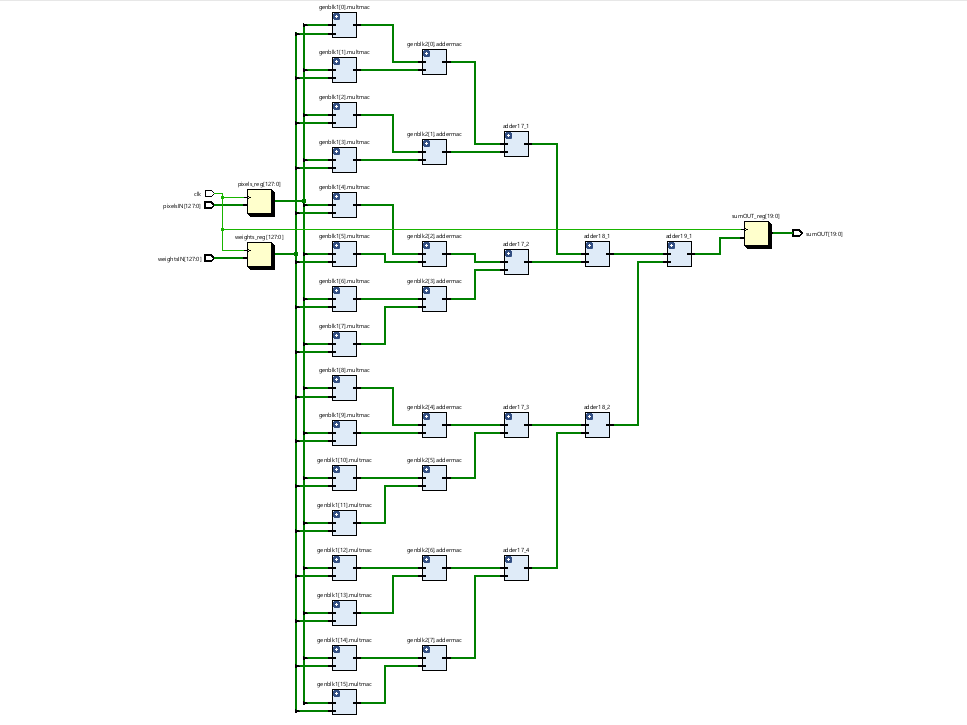 genblk1[0].multmac
genblk2[0].addermac
genblk1[1].multmac
genblk1[2].multmac
adder17_1
genblk2[1].addermac
genblk1[3].multmac
pixels_reg[127:0]
genblk1[4].multmac
clk
pixelsIN[127:0]
sumOUT_reg[19:0]
weights_reg[127:0]
genblk1[5].multmac
genblk2[2].addermac
adder17_2
adder18_1
adder19_1
sumOUT[19:0]
weightsIN[127:0]
genblk1[6].multmac
genblk2[3].addermac
genblk1[7].multmac
genblk1[8].multmac
genblk2[4].addermac
adder17_3
adder18_2
genblk1[9].multmac
genblk1[10].multmac
genblk2[5].addermac
genblk1[11].multmac
genblk1[12].multmac
genblk2[6].addermac
adder17_4
genblk1[13].multmac
genblk1[14].multmac
genblk2[7].addermac
genblk1[15].multmac